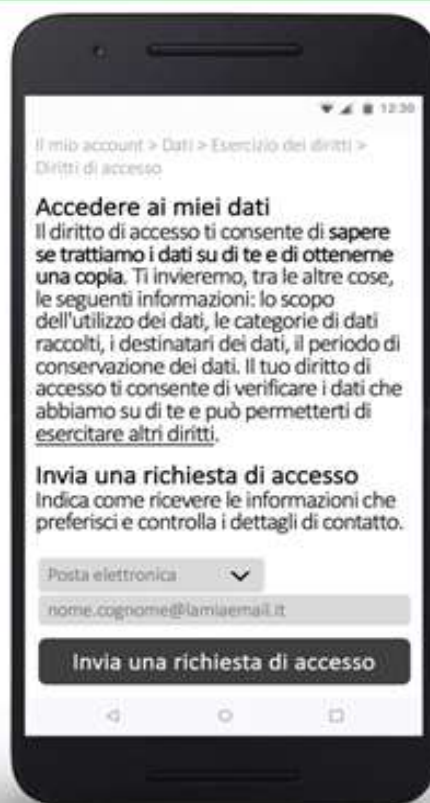 12:30
Il mio account > Dati > Esercizio dei diritti >
Diritti di accesso
Accedere ai miei dati
Il diritto di accesso ti consente di sapere
se trattiamo i dati su di te e di ottenerne
una copia. Ti invieremo, tra le altre cose,
le seguenti informazioni: lo scopo
dell'utilizzo dei dati, le categorie di dati
raccolti, i destinatari dei dati, il periodo di
conservazione dei dati. Il tuo diritto di
accesso ti consente di verificare i dati che
abbiamo su di te e può permetterti di
esercitare altri diritti.
Invia una richiesta di accesso
Indica come ricevere le informazioni che
preferisci e controlla i dettagli di contatto.
Posta elettronica
nome.cognome@lamiaemail.it
Invia una richiesta di accesso